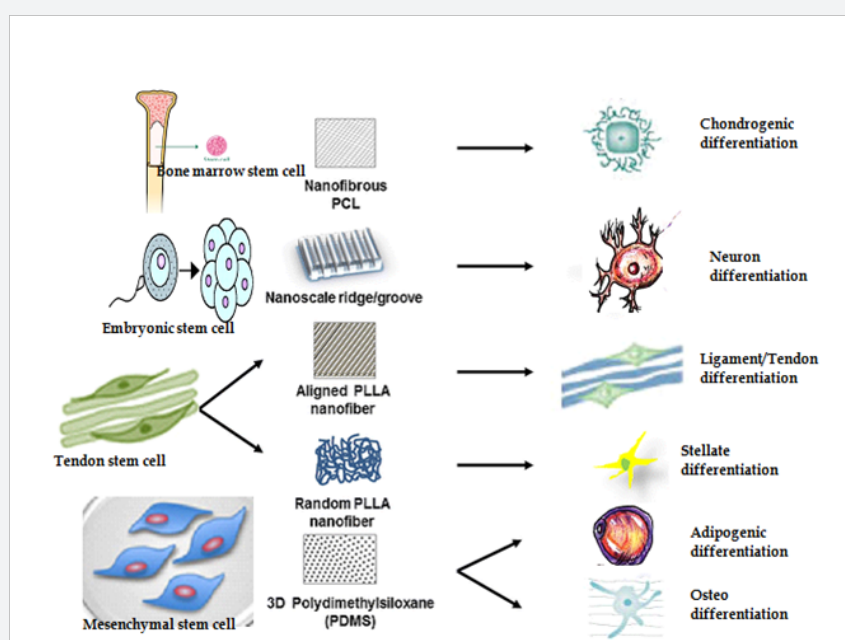 Chondrogenic
differentiation
Stem cell
Bone marrow stem cell
Nanofibrous
PCL
Neuron
differentiation
Nanoscale ridge/groove
Embryonic stem cell
Ligament/Tendon
differentiation
Aligned PLLA
nanofiber
Tendon stem cell
Stellate
differentiation
Random PLLA
nanofiber
Adipogenic
differentiation
Mesenchymal stem cell
3D Polydimethylsiloxane
(PDMS)
Osteo
differentiation